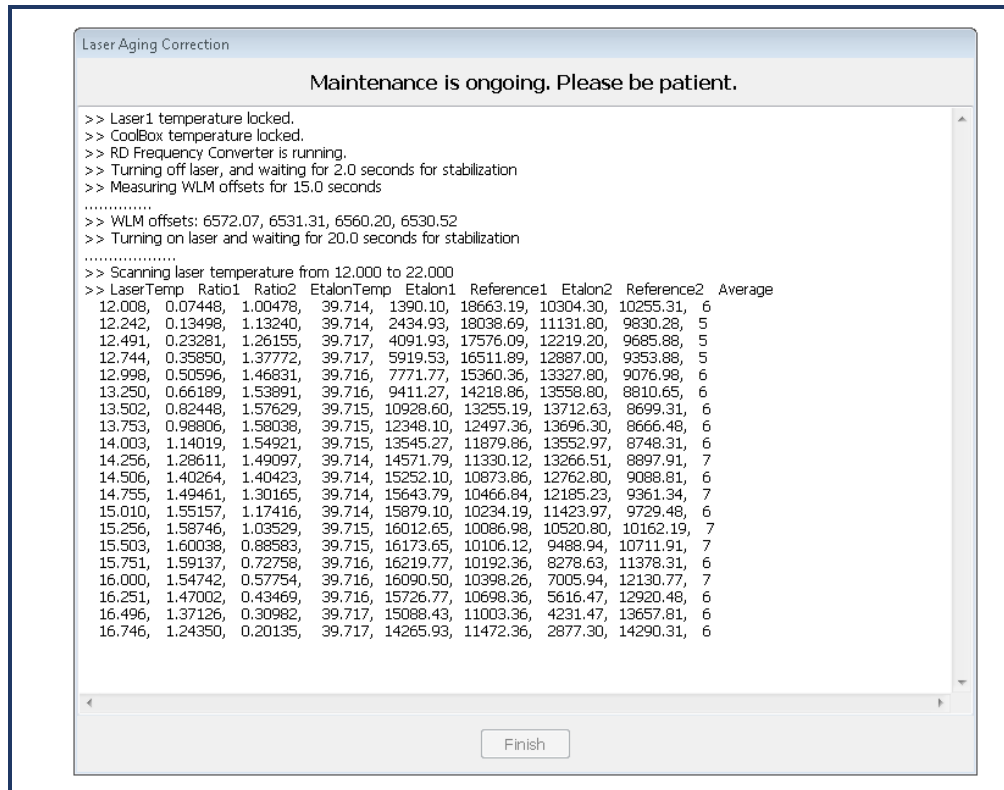 Laser Aging Correction
Maintenance is ongoing. Please be patient.
>> Laser1 temperature locked.
>> CoolBox temperature locked.
>> RD Frequency Converter is running.
>> Turning off laser, and waiting for 2.0 seconds for stabilization
>> Measuring WLM offsets for 15.0 seconds
..............
>> WLM offsets: 6572.07, 6531.31, 6560.20, 6530.52
>> Turning on laser and waiting for 20.0 seconds for stabilization
...................
>> Scanning laser temperature from 12.000 to 22.000
>> LaserTemp Ratio1 Ratio2 EtalonTemp Etalon1 Reference1 Etalon2 Reference2 Average
12.008, 0.07448, 1.00478, 39.714, 1390.10, 18663.19, 10304.30, 10255.31, 6
12.242, 0.13498, 1.13240, 39.714, 2434.93, 18038.69, 11131.80, 9830.28, 5
12.491, 0.23281, 1.26155, 39.717, 4091.93, 17576.09, 12219.20, 9685.88, 5
12.744, 0.35850, 1.37772, 39.717, 5919.53, 16511.89, 12887.00, 9353.88, 5
12.998, 0.50596, 1.46831, 39.716, 7771.77, 15360.36, 13327.80, 9076.98, 6
13.250, 0.66189, 1.53891, 39.716, 9411.27, 14218.86, 13558.80, 8810.65, 6
13.502, 0.82448, 1.57629, 39.715, 10928.60, 13255.19, 13712.63, 8699.31, 6
13.753, 0.98806, 1.58038, 39.715, 12348.10, 12497.36, 13696.30, 8666.48, 6
14.003, 1.14019, 1.54921, 39.715, 13545.27, 11879.86, 13552.97, 8748.31, 6
14.256, 1.28611, 1.49097, 39.714, 14571.79, 11330.12, 13266.51, 8897.91, 7
14.506, 1.40264, 1.40423, 39.714, 15252.10, 10873.86, 12762.80, 9088.81, 6
14.755, 1.49461, 1.30165, 39.714, 15643.79, 10466.84, 12185.23, 9361.34, 7
15.010, 1.55157, 1.17416, 39.714, 15879.10, 10234.19, 11423.97, 9729.48, 6
15.256, 1.58746, 1.03529, 39.715, 16012.65, 10086.98, 10520.80, 10162.19, 7
15.503, 1.60038, 0.88583, 39.715, 16173.65, 10106.12, 9488.94, 10711.91, 7
15.751, 1.59137, 0.72758, 39.716, 16219.77, 10192.36, 8278.63, 11378.31, 6
16.000, 1.54742, 0.57754, 39.716, 16090.50, 10398.26, 7005.94, 12130.77, 7
16.251, 1.47002, 0.43469, 39.716, 15726.77, 10698.36, 5616.47, 12920.48, 6
16.496, 1.37126, 0.30982, 39.717, 15088.43, 11003.36, 4231.47, 13657.81, 6
16.746, 1.24350, 0.20135, 39.717, 14265.93, 11472.36, 2877.30, 14290.31, 6
Finish